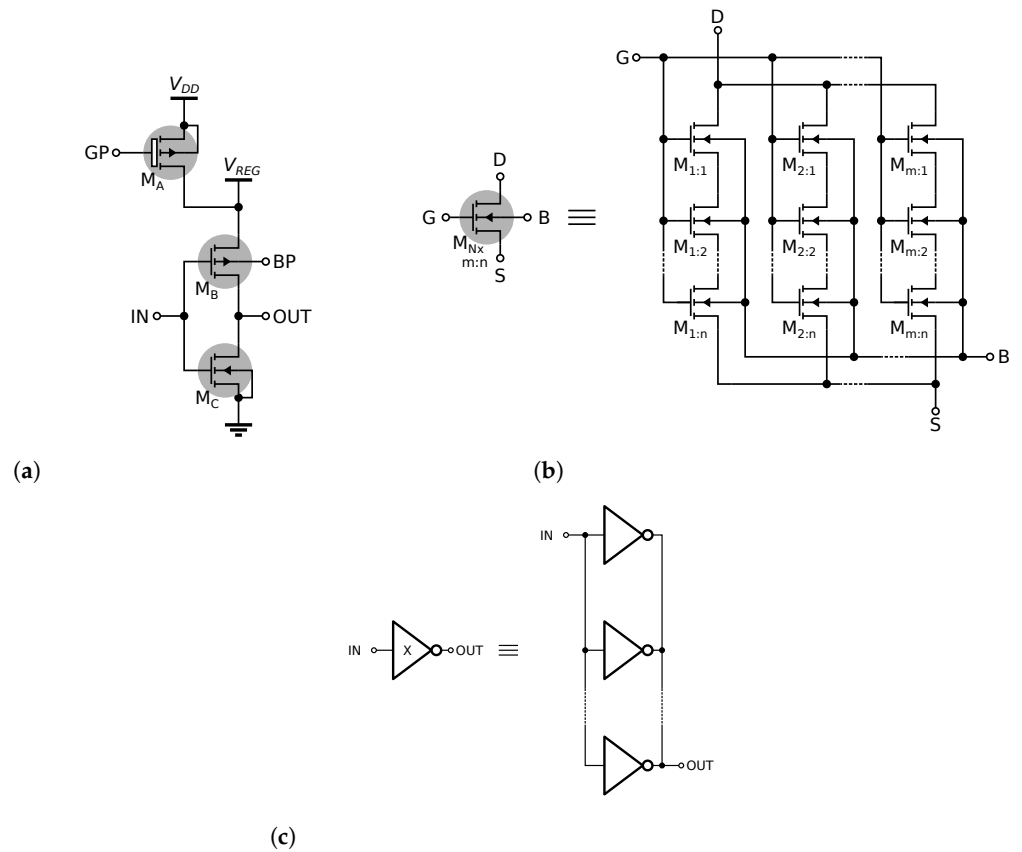 V_DD
GP
M_A
V_REG
BP
M_B
IN
OUT
M_C
(a)
D
G
B
M_Nx
m:n
S
D
G
M_1:1
M_2:1
M_m:1
M_1:2
M_2:2
M_m:2
M_1:n
M_2:n
M_m:n
B
S
(b)
IN
X
OUT
IN
OUT
(c)